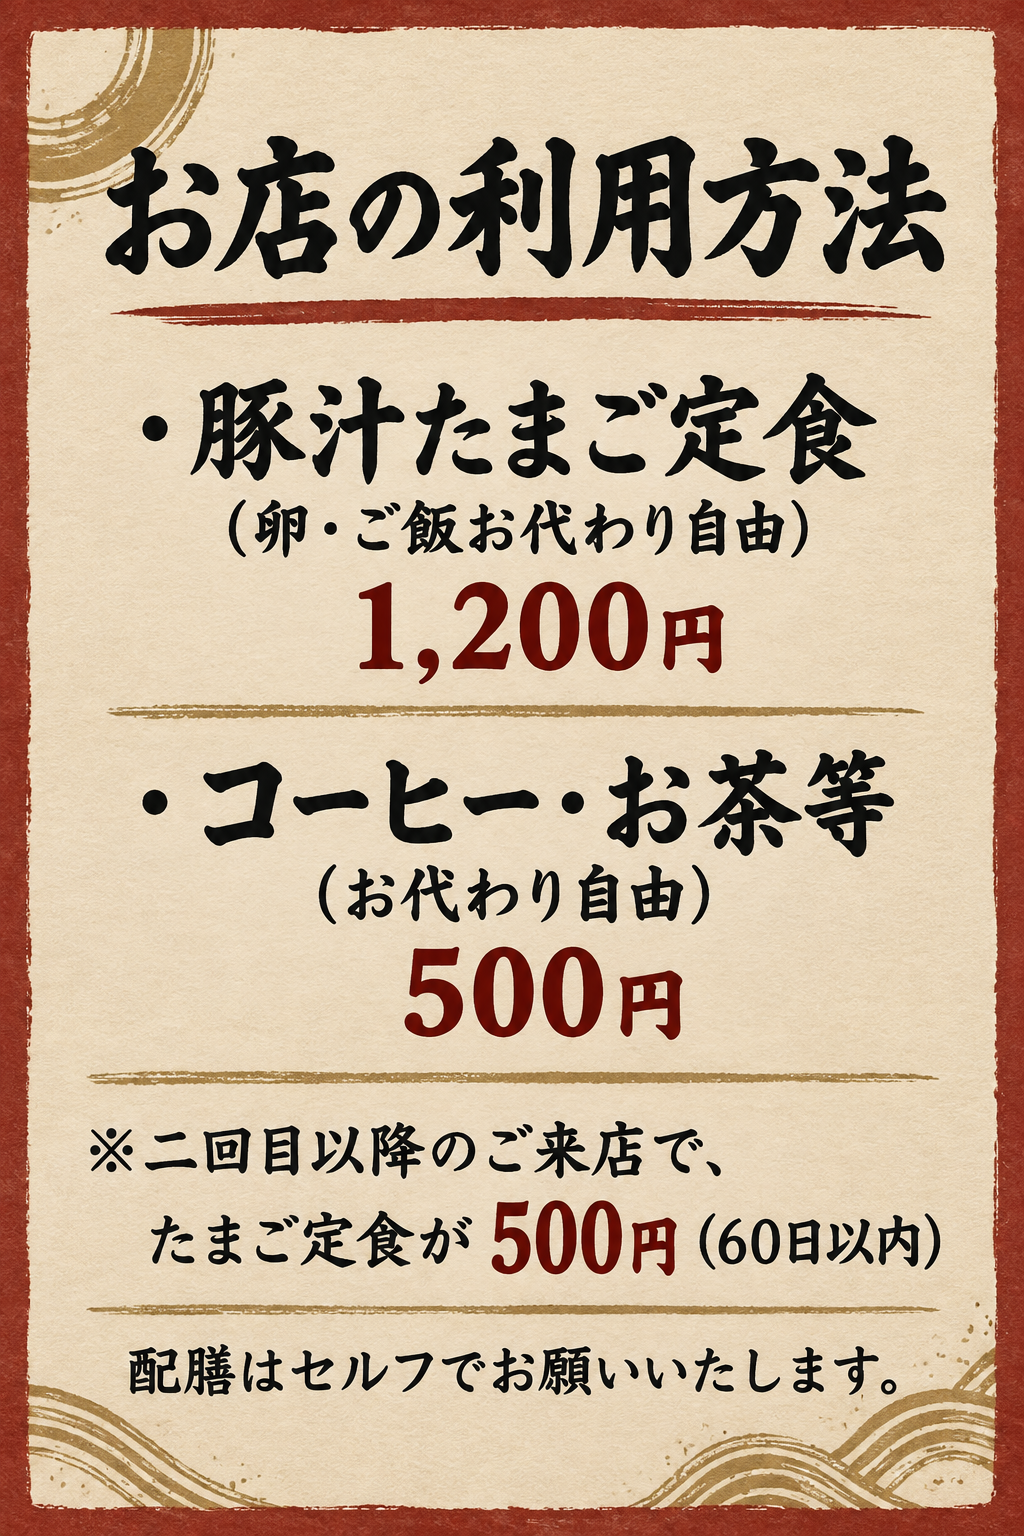 お店の利用方法
・豚汁たまご定食
（卵・ご飯お代わり自由）
1,200円
・コーヒー・お茶等
（お代わり自由）
500円
※二回目以降のご来店で、
たまご定食が 500円（60日以内）
配膳はセルフでお願いいたします。